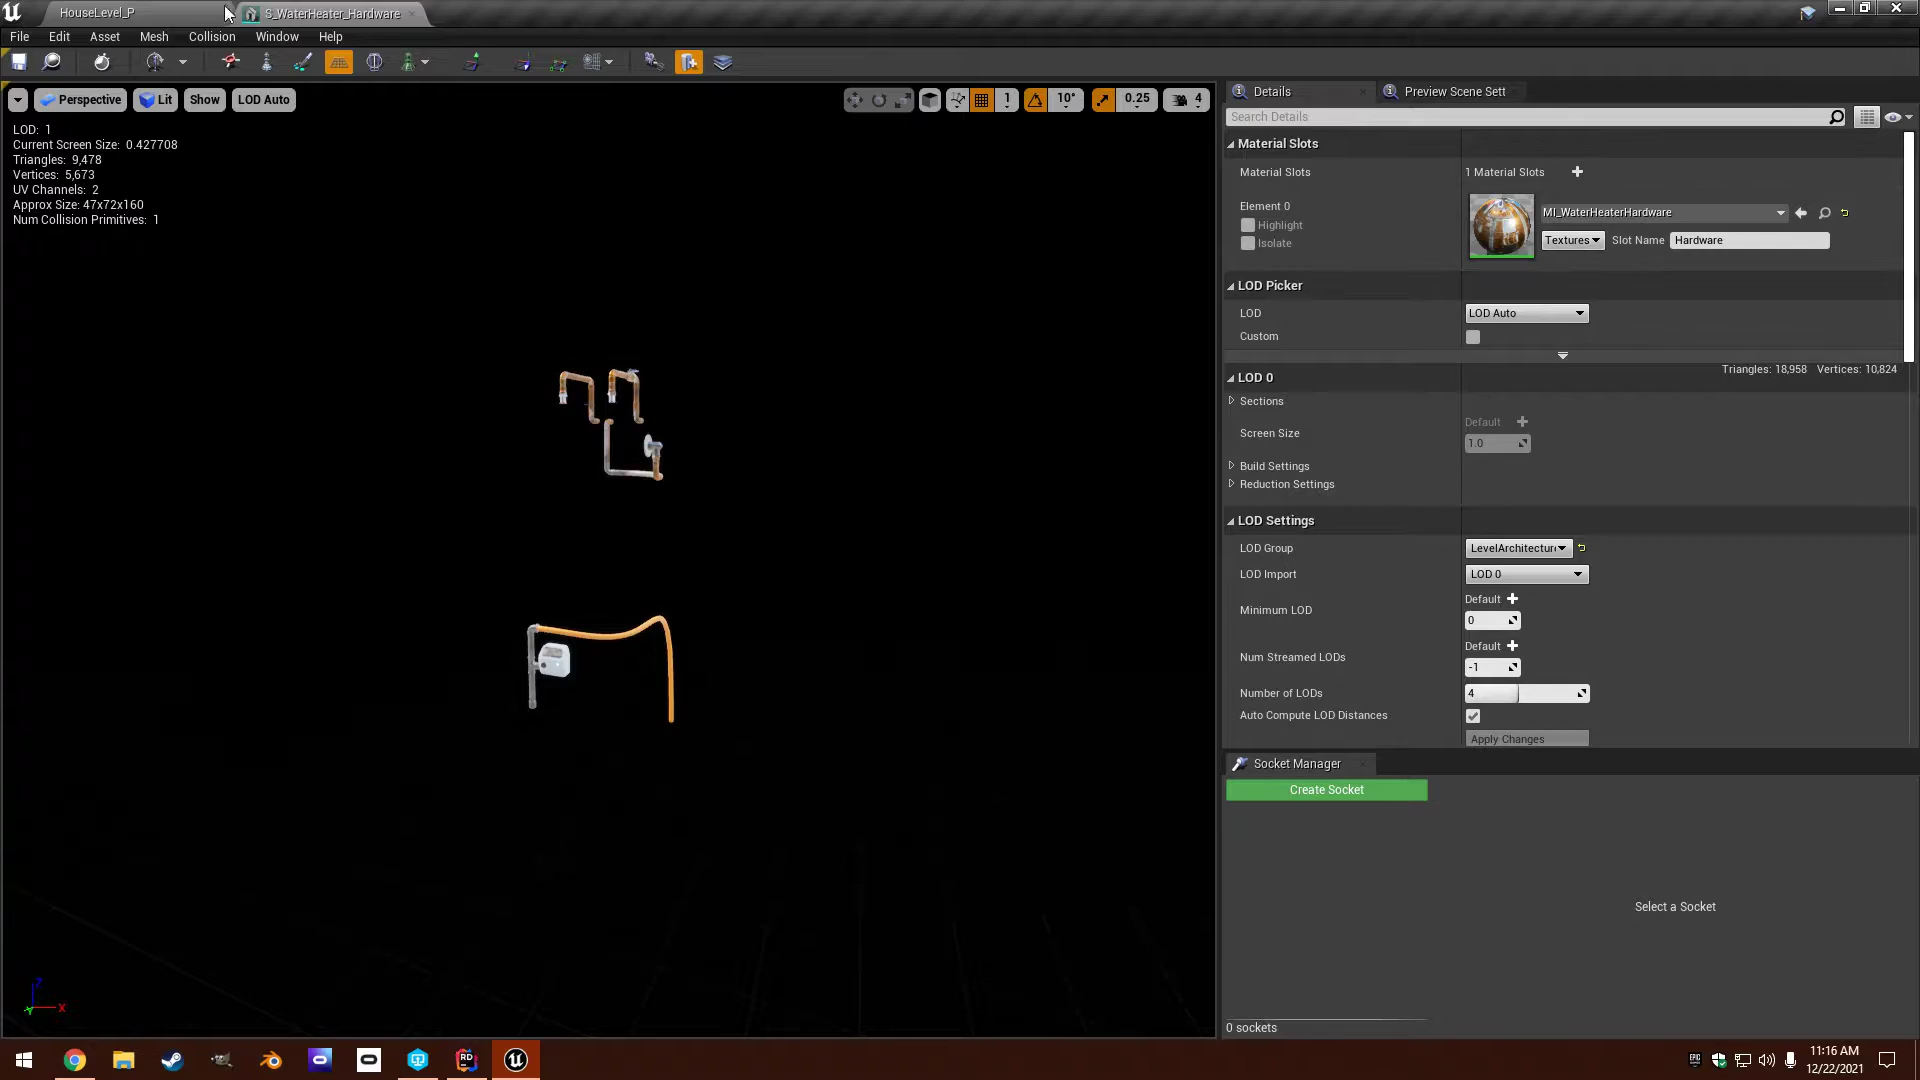 HouseLevel_P
S_WaterHeater_Hardware
File Edit Asset Mesh Collision Window Help
Perspective Lit Show LOD Auto
1 10° 0.25 4
LOD: 1
Current Screen Size: 0.427708
Triangles: 9,478
Vertices: 5,673
UV Channels: 2
Approx Size: 47x72x160
Num Collision Primitives: 1
Z
X
Details
Preview Scene Sett
Search Details
Material Slots
Material Slots 1 Material Slots
Element 0
Highlight
Isolate
MI_WaterHeaterHardware
Textures Slot Name Hardware
LOD Picker
LOD LOD Auto
Custom
LOD 0 Triangles: 18,958 Vertices: 10,824
Sections
Screen Size Default
1.0
Build Settings
Reduction Settings
LOD Settings
LOD Group LevelArchitectur
LOD Import LOD 0
Minimum LOD Default
0
Num Streamed LODs Default
-1
Number of LODs 4
Auto Compute LOD Distances
Apply Changes
Socket Manager
Create Socket
Select a Socket
0 sockets
RD
EPIC
11:16 AM
12/22/2021